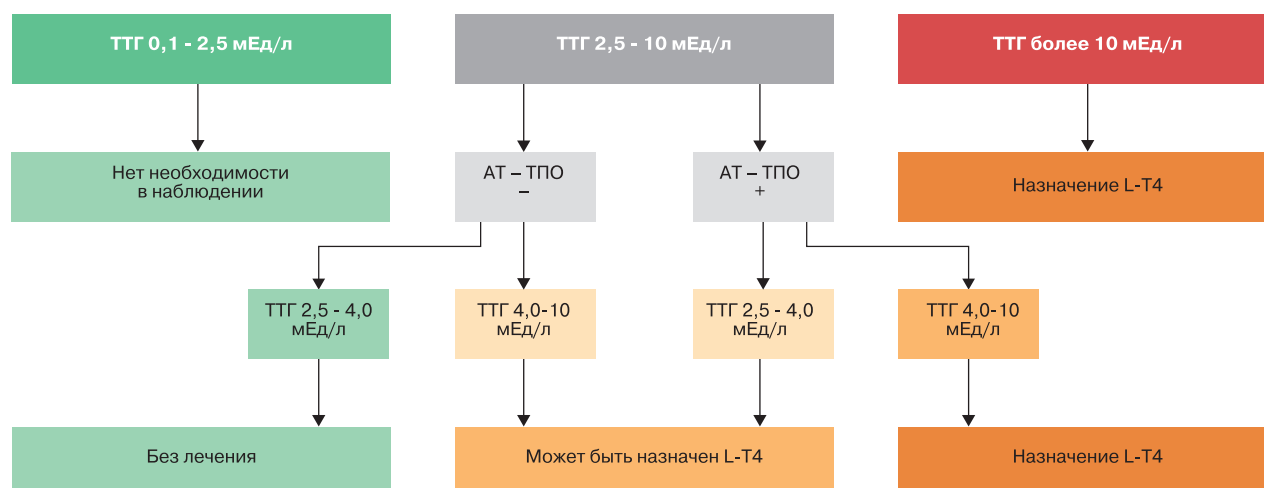 ТТГ 0,1 - 2,5 мЕд/л
ТТГ 2,5 - 10 мЕд/л
ТТГ более 10 мЕд/л
Нет необходимости
в наблюдении
АТ – ТПО
–
АТ – ТПО
+
Назначение L-T4
ТТГ 2,5 - 4,0
мЕд/л
ТТГ 4,0-10
мЕд/л
ТТГ 2,5 - 4,0
мЕд/л
ТТГ 4,0-10
мЕд/л
Без лечения
Может быть назначен L-T4
Назначение L-T4